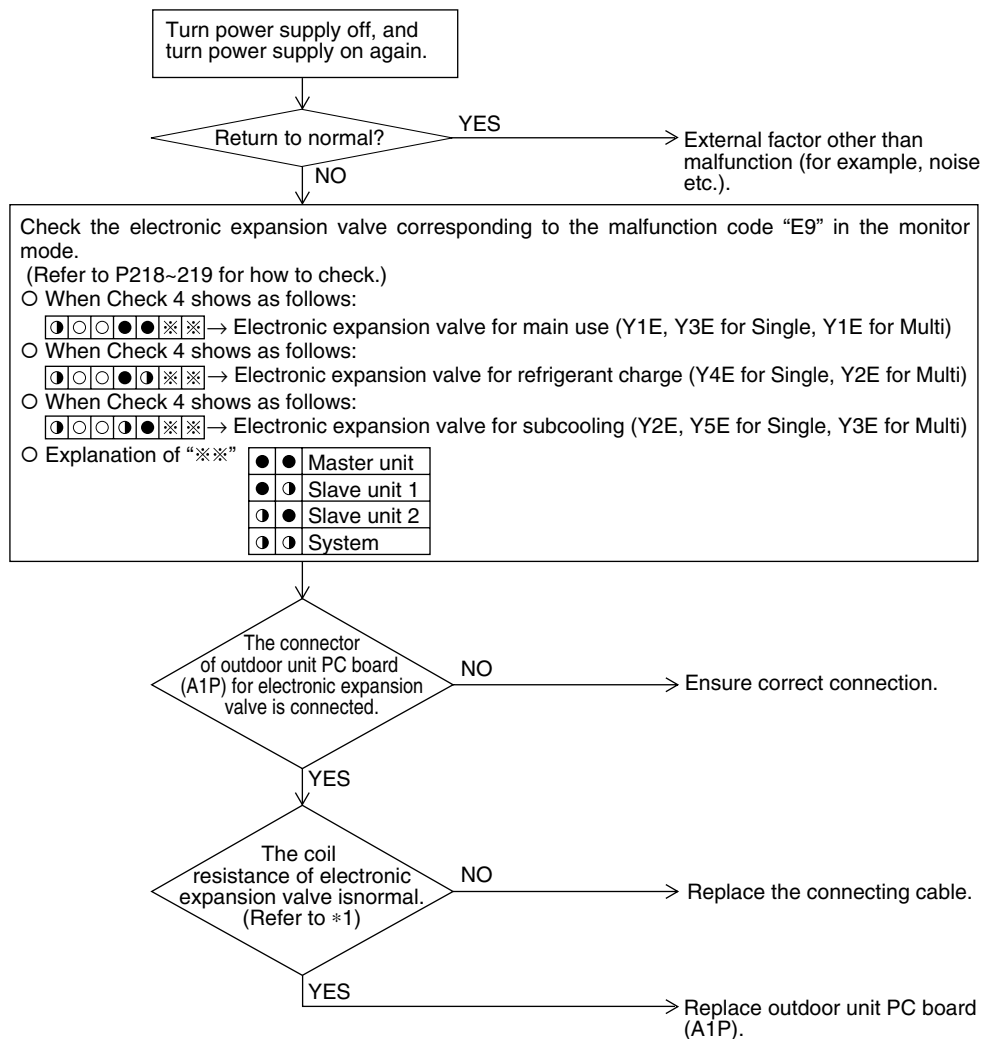 Turn power supply off, and
turn power supply on again.
Return to normal?
YES
External factor other than
malfunction (for example, noise
etc.).
NO
Check the electronic expansion valve corresponding to the malfunction code “E9” in the monitor
mode.
(Refer to P218~219 for how to check.)
○ When Check 4 shows as follows:
◑ ○ ○ ● ● ※ ※ → Electronic expansion valve for main use (Y1E, Y3E for Single, Y1E for Multi)
○ When Check 4 shows as follows:
◑ ○ ○ ● ◑ ※ ※ → Electronic expansion valve for refrigerant charge (Y4E for Single, Y2E for Multi)
○ When Check 4 shows as follows:
◑ ○ ○ ◑ ● ※ ※ → Electronic expansion valve for subcooling (Y2E, Y5E for Single, Y3E for Multi)
○ Explanation of “※※”
● ● Master unit
● ◑ Slave unit 1
◑ ● Slave unit 2
◑ ◑ System
The connector
of outdoor unit PC board
(A1P) for electronic expansion
valve is connected.
NO
Ensure correct connection.
YES
The coil
resistance of electronic
expansion valve isnormal.
(Refer to *1)
NO
Replace the connecting cable.
YES
Replace outdoor unit PC board
(A1P).